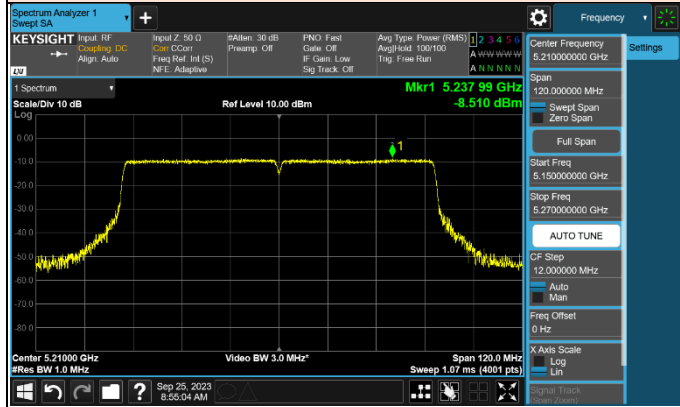 Spectrum Analyzer 1
Swept SA
+
Frequency
KEYSIGHT
Input: RF
Coupling: DC
Align: Auto
Input Z: 50 Ω
Corr CCorr
Freq Ref: Int (S)
NFE: Adaptive
#Atten: 30 dB
Preamp: Off
PNO: Fast
Gate: Off
IF Gain: Low
Sig Track: Off
Avg Type: Power (RMS)
Avg|Hold: 100/100
Trig: Free Run
1 2 3 4 5 6
A W W W W W
A N N N N N
LXI
1 Spectrum
Scale/Div 10 dB
Log
Ref Level 10.00 dBm
Mkr1 5.237 99 GHz
-8.510 dBm
1
0.00
-10.0
-20.0
-30.0
-40.0
-50.0
-60.0
-70.0
-80.0
Center 5.21000 GHz
#Res BW 1.0 MHz
Video BW 3.0 MHz*
Span 120.0 MHz
Sweep 1.07 ms (4001 pts)
Center Frequency
5.210000000 GHz
Settings
Span
120.000000 MHz
Swept Span
Zero Span
Full Span
Start Freq
5.150000000 GHz
Stop Freq
5.270000000 GHz
AUTO TUNE
CF Step
12.000000 MHz
Auto
Man
Freq Offset
0 Hz
X Axis Scale
Log
Lin
Signal Track
(Span Zoom)
?
Sep 25, 2023
8:55:04 AM